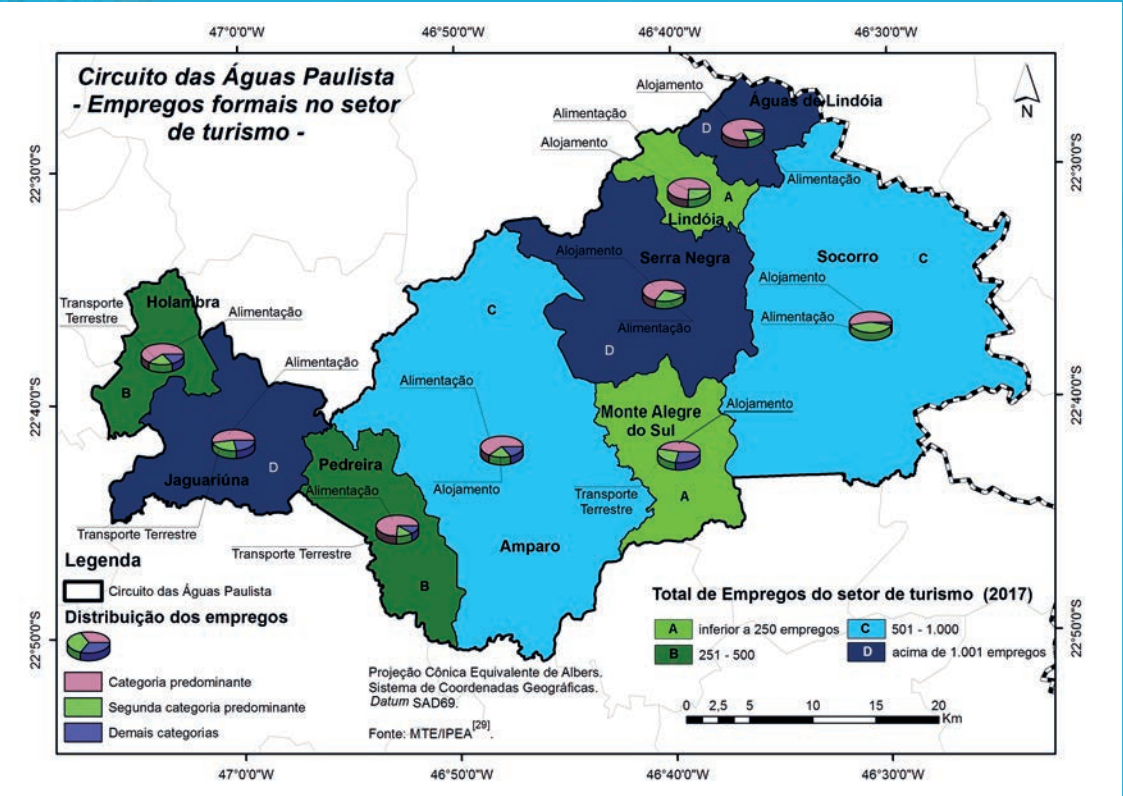 47°0'0"W 46°50'0"W 46°40'0"W 46°30'0"W
Circuito das Águas Paulista
- Empregos formais no setor
de turismo -
N
22°30'0"S
22°40'0"S
22°50'0"S
22°30'0"S
22°40'0"S
22°50'0"S
Alojamento
Águas de Lindóia
D
Alimentação
Alimentação
Alojamento
A
Lindóia
Alojamento
Serra Negra
Alimentação
D
Socorro
C
Alojamento
Alimentação
Transporte
Terrestre
Holambra
Alimentação
B
Alimentação
D
Jaguariúna
Transporte Terrestre
C
Alimentação
Alojamento
Amparo
Pedreira
Alimentação
Transporte Terrestre
B
Monte Alegre
do Sul
Alojamento
Transporte
Terrestre
A
Legenda
Circuito das Águas Paulista
Distribuição dos empregos
Categoria predominante
Segunda categoria predominante
Demais categorias
Projeção Cônica Equivalente de Albers.
Sistema de Coordenadas Geográficas.
Datum SAD69.
Fonte: MTE/IPEA[29].
Total de Empregos do setor de turismo (2017)
A inferior a 250 empregos C 501 - 1.000
B 251 - 500 D acima de 1.001 empregos
0 2,5 5 10 15 20
Km
47°0'0"W 46°50'0"W 46°40'0"W 46°30'0"W